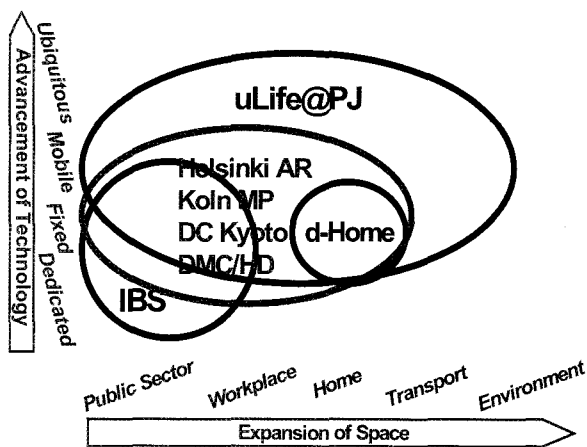 Advancement of Technology
Ubiquitous
Mobile
Fixed
Dedicated
uLife@PJ
Helsinki AR
Koln MP
DC Kyoto
d-Home
DMC/HD
IBS
Public Sector
Workplace
Home
Transport
Environment
Expansion of Space